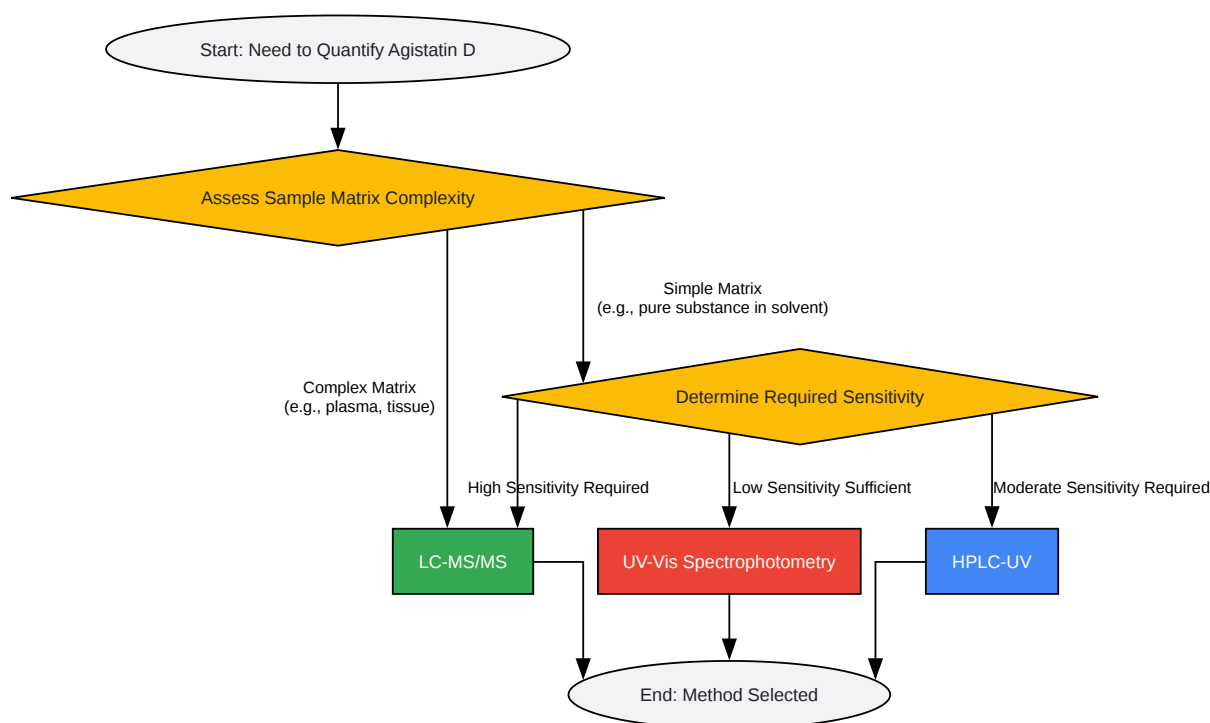 Start: Need to Quantify Agistatin D
Assess Sample Matrix Complexity
Simple Matrix
(e.g., pure substance in solvent)
Complex Matrix
(e.g., plasma, tissue)
Determine Required Sensitivity
High Sensitivity Required
Low Sensitivity Sufficient
Moderate Sensitivity Required
LC-MS/MS
UV-Vis Spectrophotometry
HPLC-UV
End: Method Selected